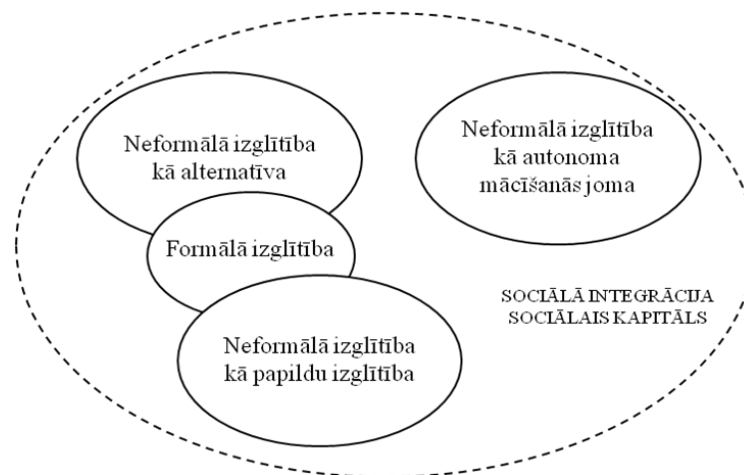 Neformālā izglītība
kā alternatīva
Neformālā izglītība
kā autonoma
mācīšanās joma
Formālā izglītība
SOCIĀLĀ INTEGRĀCIJA
SOCIĀLAIS KAPITĀLS
Neformālā izglītība
kā papildu izglītība